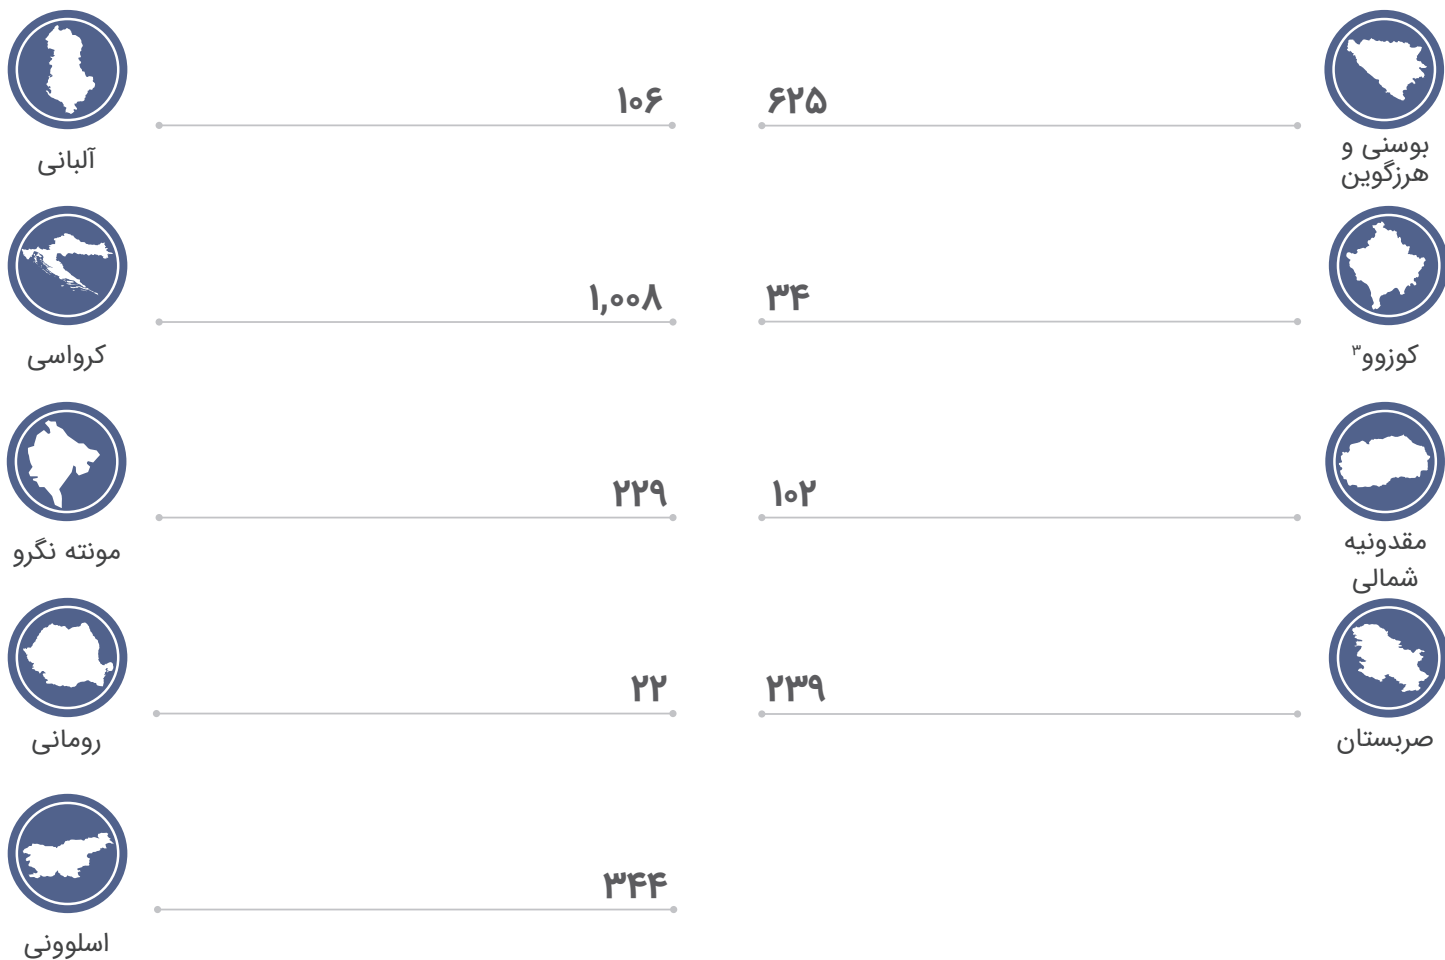 ۶۲۵
بوسنی و
هرزگوین
۱۰۶
آلبانی
۳۴
کوزوو۳
۱,۰۰۸
کرواسی
۱۰۲
مقدونیه
شمالی
۲۲۹
مونته نگرو
۲۳۹
صربستان
۲۲
رومانی
۳۴۴
اسلوونی